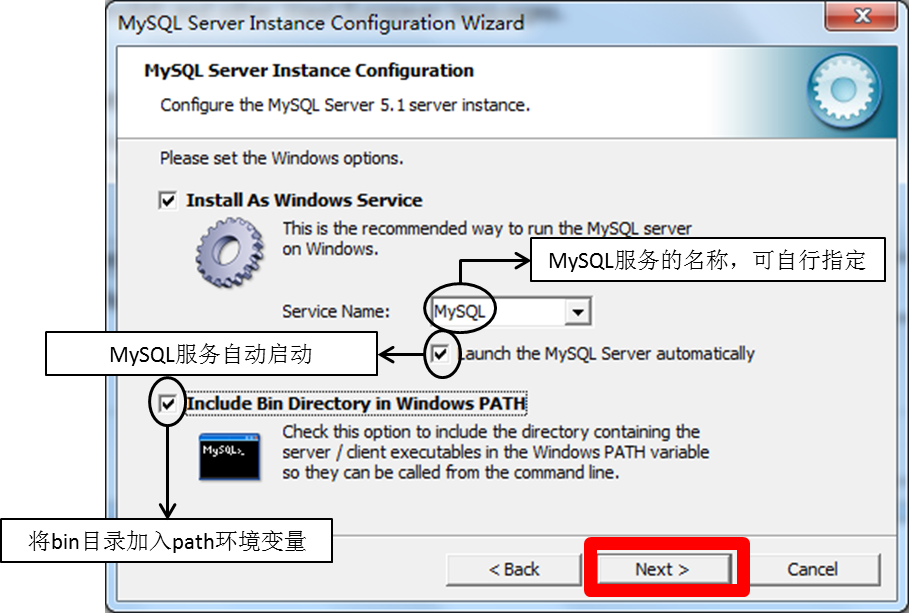 MySQL Server Instance Configuration Wizard
MySQL Server Instance Configuration
Configure the MySQL Server 5.1 server instance.
Please set the Windows options.
Install As Windows Service
This is the recommended way to run the MySQL server
on Windows.
MySQL服务的名称，可自行指定
Service Name:
MySQL
MySQL服务自动启动
Launch the MySQL Server automatically
Include Bin Directory in Windows PATH
Check this option to include the directory containing the
server / client executables in the Windows PATH variable
so they can be called from the command line.
MySQL>_
将bin目录加入path环境变量
< Back
Next >
Cancel